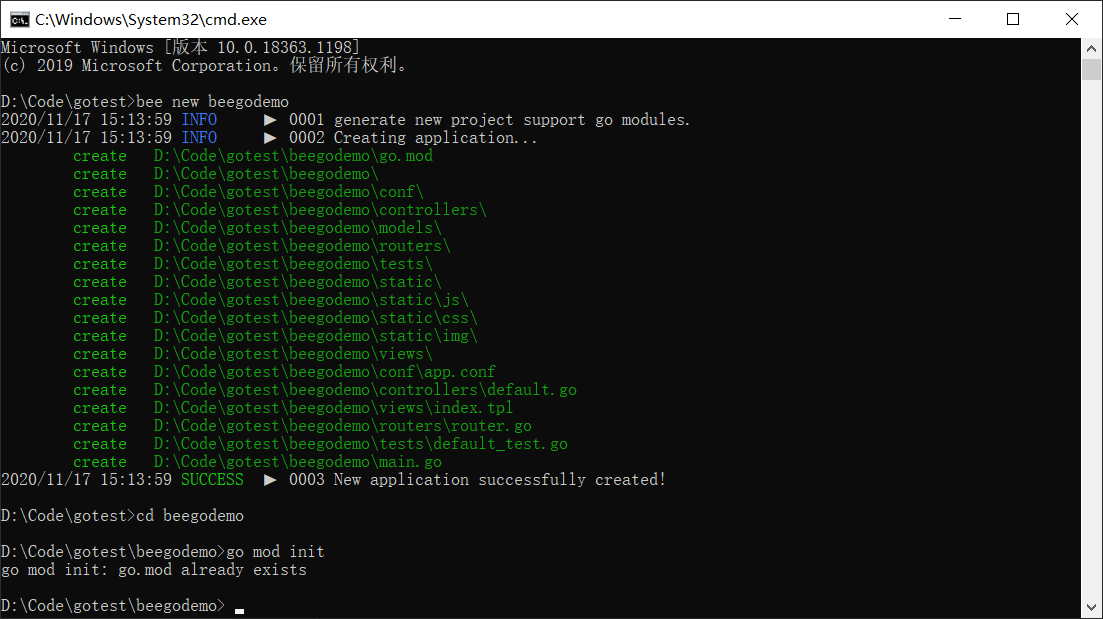 C:\Windows\System32\cmd.exe
Microsoft Windows [版本 10.0.18363.1198]
(c) 2019 Microsoft Corporation。保留所有权利。
D:\Code\gotest>bee new beegodemo
2020/11/17 15:13:59 INFO     ▶ 0001 generate new project support go modules.
2020/11/17 15:13:59 INFO     ▶ 0002 Creating application...
create   D:\Code\gotest\beegodemo\go.mod
create   D:\Code\gotest\beegodemo\
create   D:\Code\gotest\beegodemo\conf\
create   D:\Code\gotest\beegodemo\controllers\
create   D:\Code\gotest\beegodemo\models\
create   D:\Code\gotest\beegodemo\routers\
create   D:\Code\gotest\beegodemo\tests\
create   D:\Code\gotest\beegodemo\static\
create   D:\Code\gotest\beegodemo\static\js\
create   D:\Code\gotest\beegodemo\static\css\
create   D:\Code\gotest\beegodemo\static\img\
create   D:\Code\gotest\beegodemo\views\
create   D:\Code\gotest\beegodemo\conf\app.conf
create   D:\Code\gotest\beegodemo\controllers\default.go
create   D:\Code\gotest\beegodemo\views\index.tpl
create   D:\Code\gotest\beegodemo\routers\router.go
create   D:\Code\gotest\beegodemo\tests\default_test.go
create   D:\Code\gotest\beegodemo\main.go
2020/11/17 15:13:59 SUCCESS  ▶ 0003 New application successfully created!
D:\Code\gotest>cd beegodemo
D:\Code\gotest\beegodemo>go mod init
go mod init: go.mod already exists
D:\Code\gotest\beegodemo>